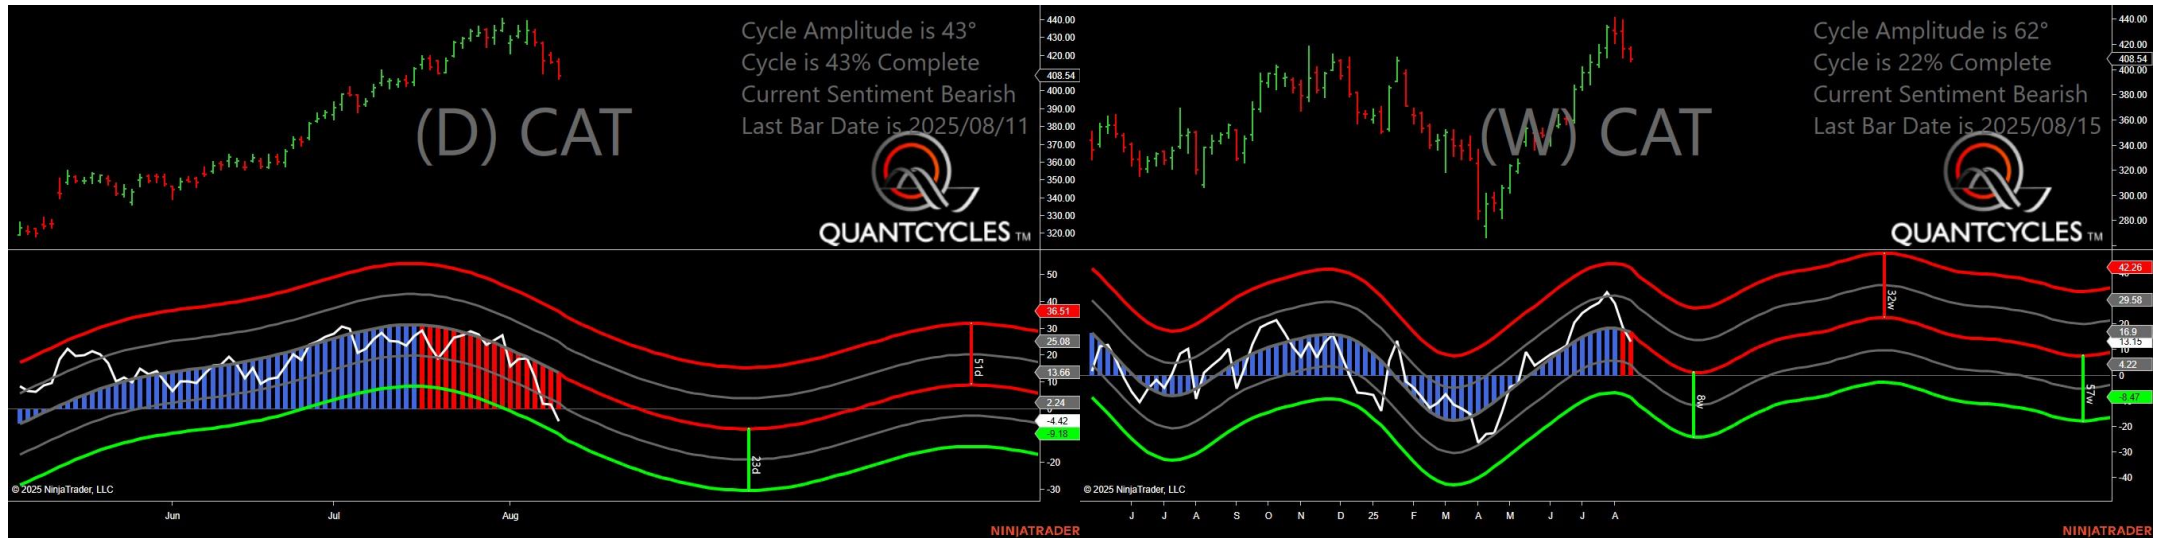 Cycle Amplitude is 43°
Cycle is 43% Complete
Current Sentiment Bearish
Last Bar Date is 2025/08/11
(D) CAT
QUANTCYCLES TM
440.00
430.00
420.00
408.54
400.00
390.00
380.00
370.00
360.00
350.00
340.00
330.00
320.00
50
40
36.51
30
25.08
20
13.66
10
2.24
0
-4.42
-9.18
-20
-30
51d
23d
© 2025 NinjaTrader, LLC
Jun Jul Aug
NINJATRADER
Cycle Amplitude is 62°
Cycle is 22% Complete
Current Sentiment Bearish
Last Bar Date is 2025/08/15
(W) CAT
QUANTCYCLES TM
440.00
420.00
408.54
400.00
380.00
360.00
340.00
320.00
300.00
280.00
42.26
29.58
20
16.9
13.15
10
4.22
0
-8.47
-20
-30
-40
32w
8w
57w
© 2025 NinjaTrader, LLC
J J A S O N D 25 F M A M J J A
NINJATRADER